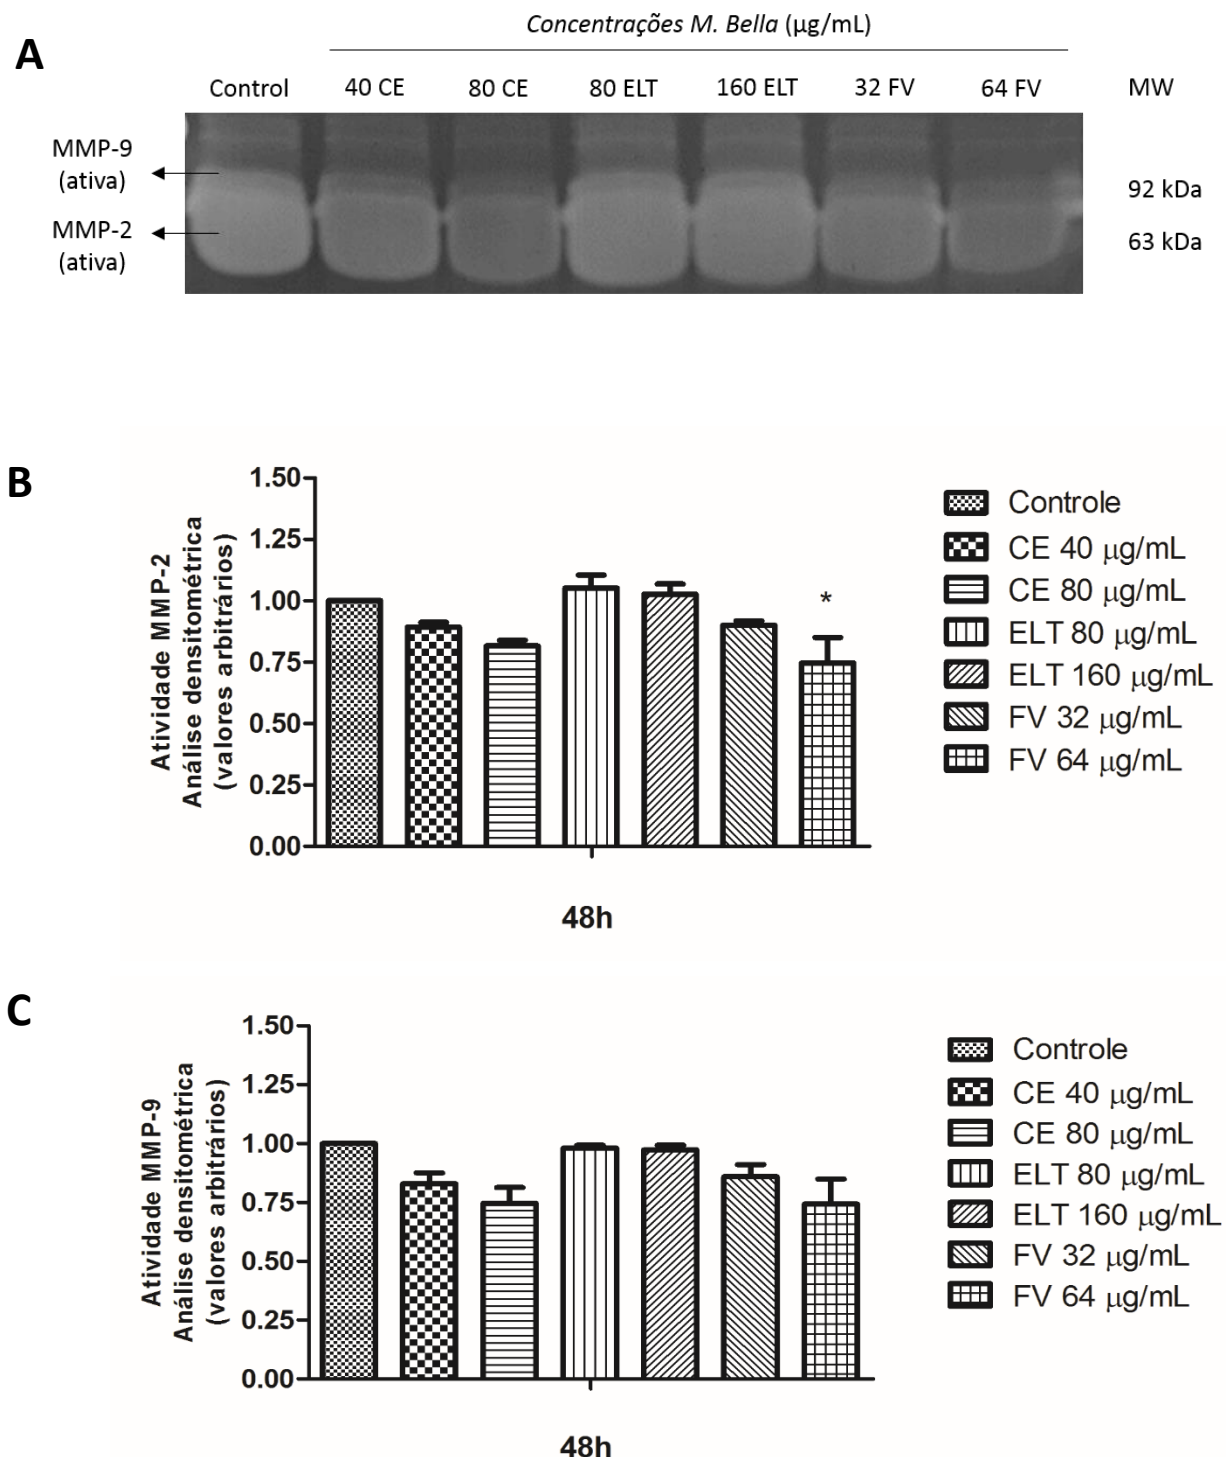 A
Concentrações M. Bella (µg/mL)
Control 40 CE 80 CE 80 ELT 160 ELT 32 FV 64 FV MW
MMP-9
(ativa)
92 kDa
MMP-2
(ativa)
63 kDa
B
Atividade MMP-2
Análise densitométrica
(valores arbitrários)
1.50
1.25
1.00
0.75
0.50
0.25
0.00
*
48h
Controle
CE 40 µg/mL
CE 80 µg/mL
ELT 80 µg/mL
ELT 160 µg/mL
FV 32 µg/mL
FV 64 µg/mL
C
Atividade MMP-9
Análise densitométrica
(valores arbitrários)
1.50
1.25
1.00
0.75
0.50
0.25
0.00
48h
Controle
CE 40 µg/mL
CE 80 µg/mL
ELT 80 µg/mL
ELT 160 µg/mL
FV 32 µg/mL
FV 64 µg/mL